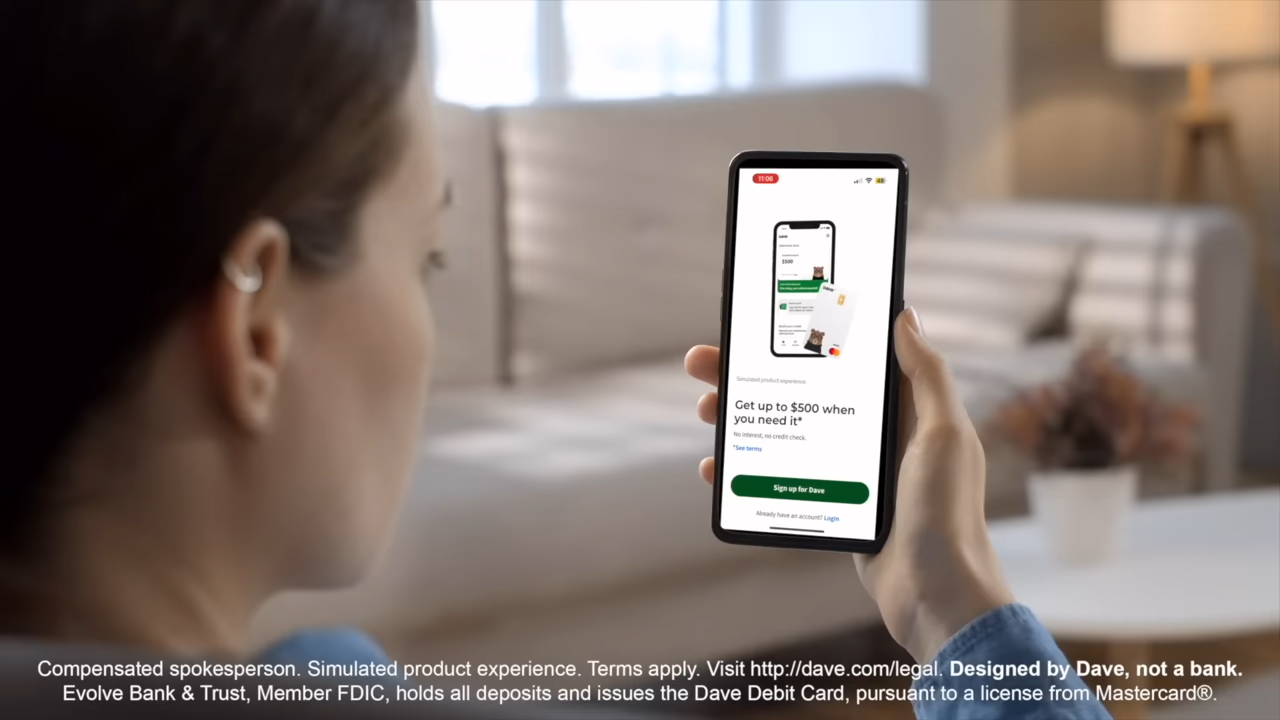 11:06
48
$500
Simulated product experience.
Get up to $500 when
you need it*
No interest, no credit check.
*See terms
Sign up for Dave
Already have an account? Login
Compensated spokesperson. Simulated product experience. Terms apply. Visit http://dave.com/legal. Designed by Dave, not a bank.
Evolve Bank & Trust, Member FDIC, holds all deposits and issues the Dave Debit Card, pursuant to a license from Mastercard®.